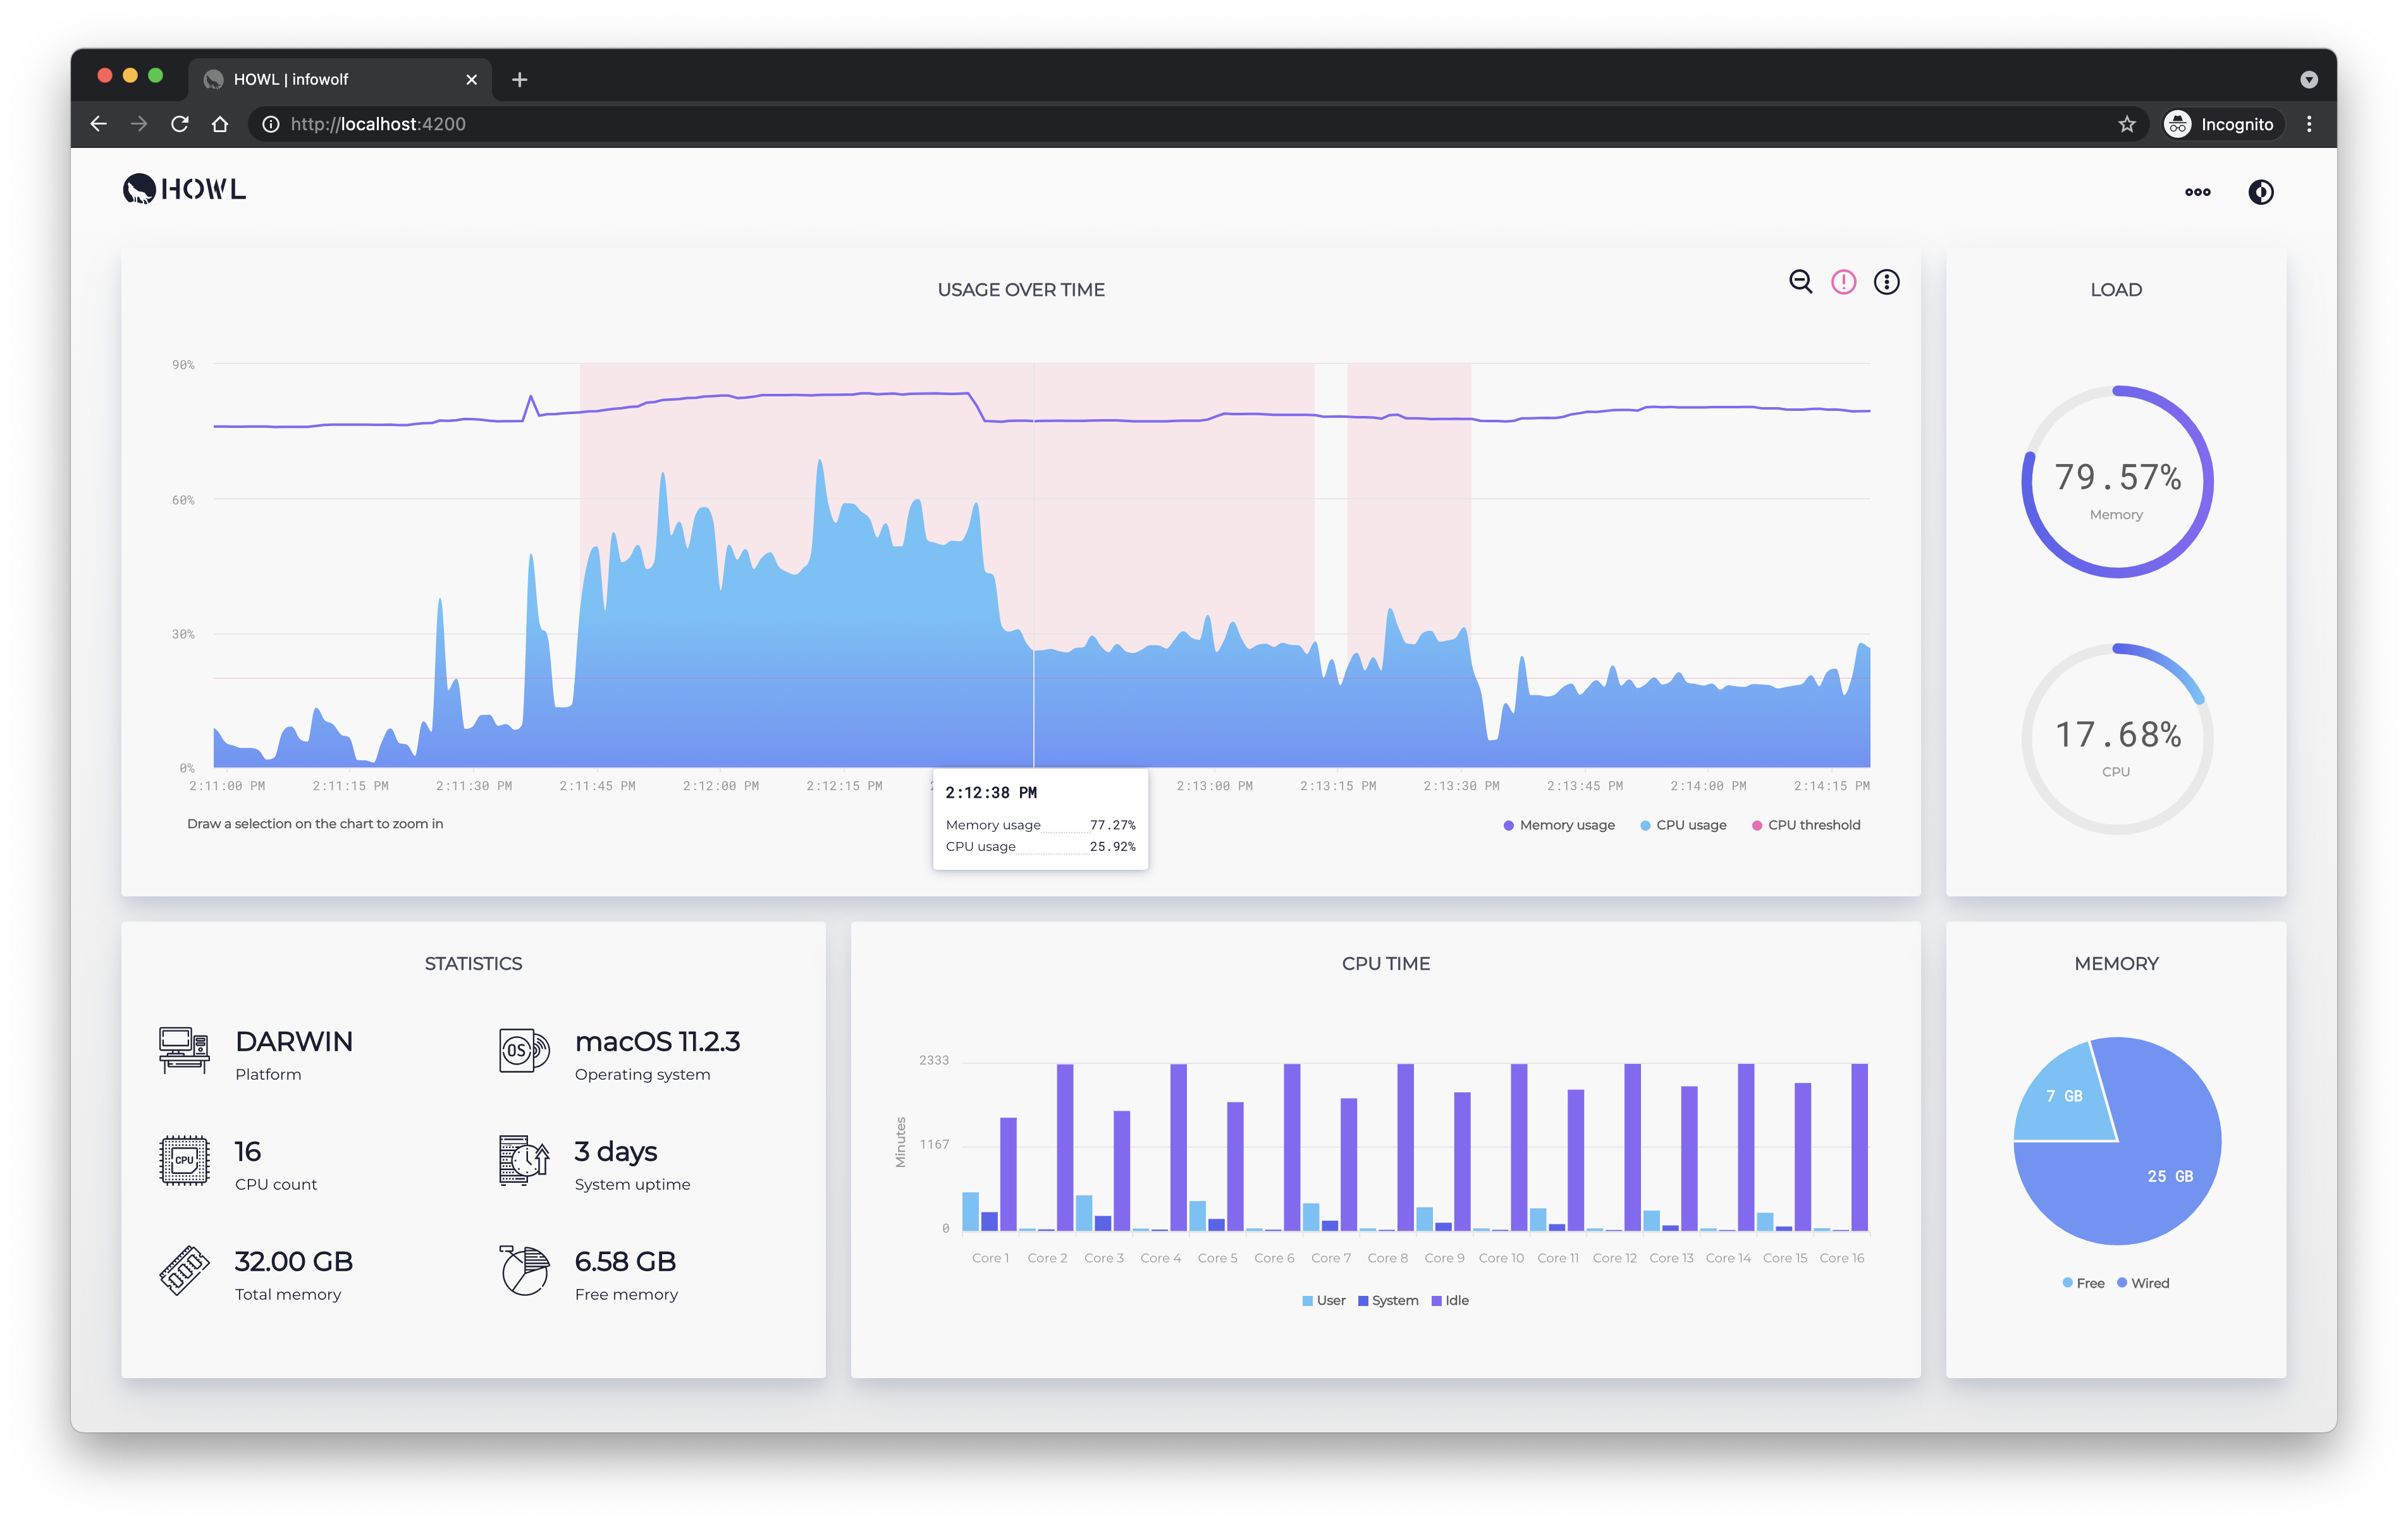 HOWL | infowolf
http://localhost:4200
Incognito
HOWL
USAGE OVER TIME
90%
60%
30%
0%
2:11:00 PM 2:11:15 PM 2:11:30 PM 2:11:45 PM 2:12:00 PM 2:12:15 PM 2:13:00 PM 2:13:15 PM 2:13:30 PM 2:13:45 PM 2:14:00 PM 2:14:15 PM
2:12:38 PM
Memory usage 77.27%
CPU usage 25.92%
Draw a selection on the chart to zoom in
Memory usage CPU usage CPU threshold
LOAD
79.57%
Memory
17.68%
CPU
STATISTICS
DARWIN
Platform
OS
macOS 11.2.3
Operating system
CPU
16
CPU count
3 days
System uptime
32.00 GB
Total memory
6.58 GB
Free memory
CPU TIME
Minutes
2333
1167
0
Core 1 Core 2 Core 3 Core 4 Core 5 Core 6 Core 7 Core 8 Core 9 Core 10 Core 11 Core 12 Core 13 Core 14 Core 15 Core 16
User System Idle
MEMORY
7 GB
25 GB
Free Wired